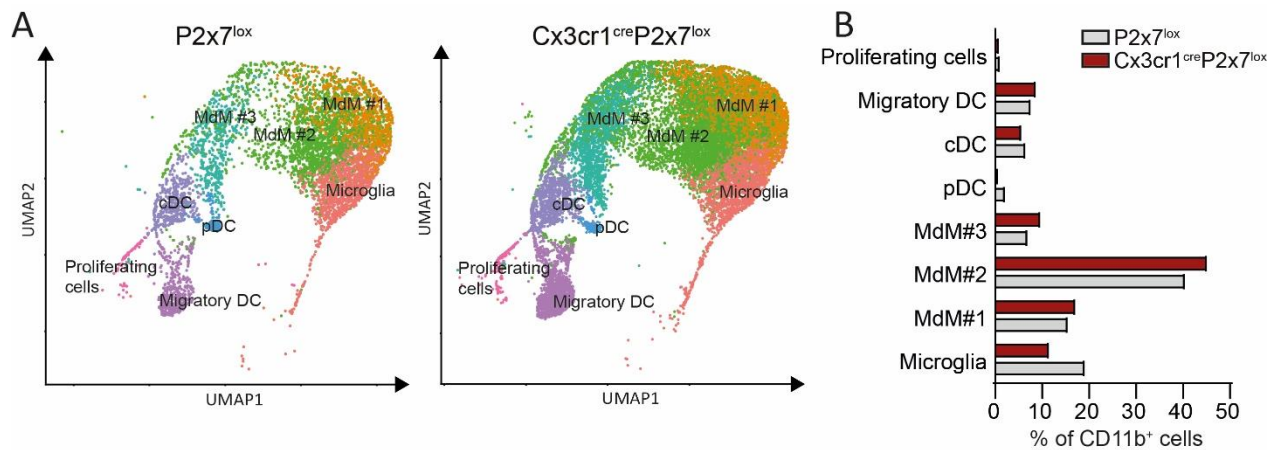 A
P2x7lox
MdM #1
MdM #3
MdM #2
Microglia
cDC
pDC
Proliferating
cells
Migratory DC
UMAP2
UMAP1
Cx3cr1creP2x7lox
MdM #1
MdM #3
MdM #2
Microglia
cDC
pDC
Proliferating
cells
Migratory DC
UMAP2
UMAP1
B
P2x7lox
Cx3cr1creP2x7lox
Proliferating cells
Migratory DC
cDC
pDC
MdM#3
MdM#2
MdM#1
Microglia
0 10 20 30 40 50
% of CD11b+ cells